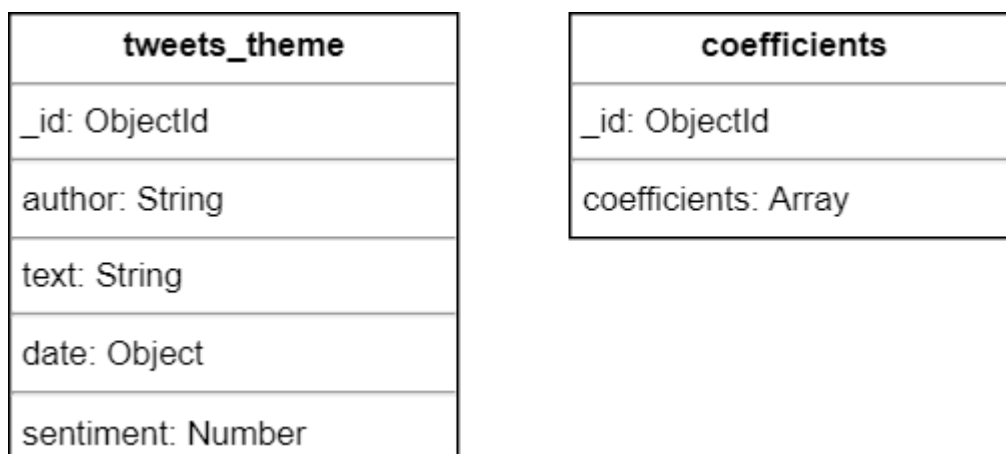 tweets_theme
_id: ObjectId
author: String
text: String
date: Object
sentiment: Number
coefficients
_id: ObjectId
coefficients: Array